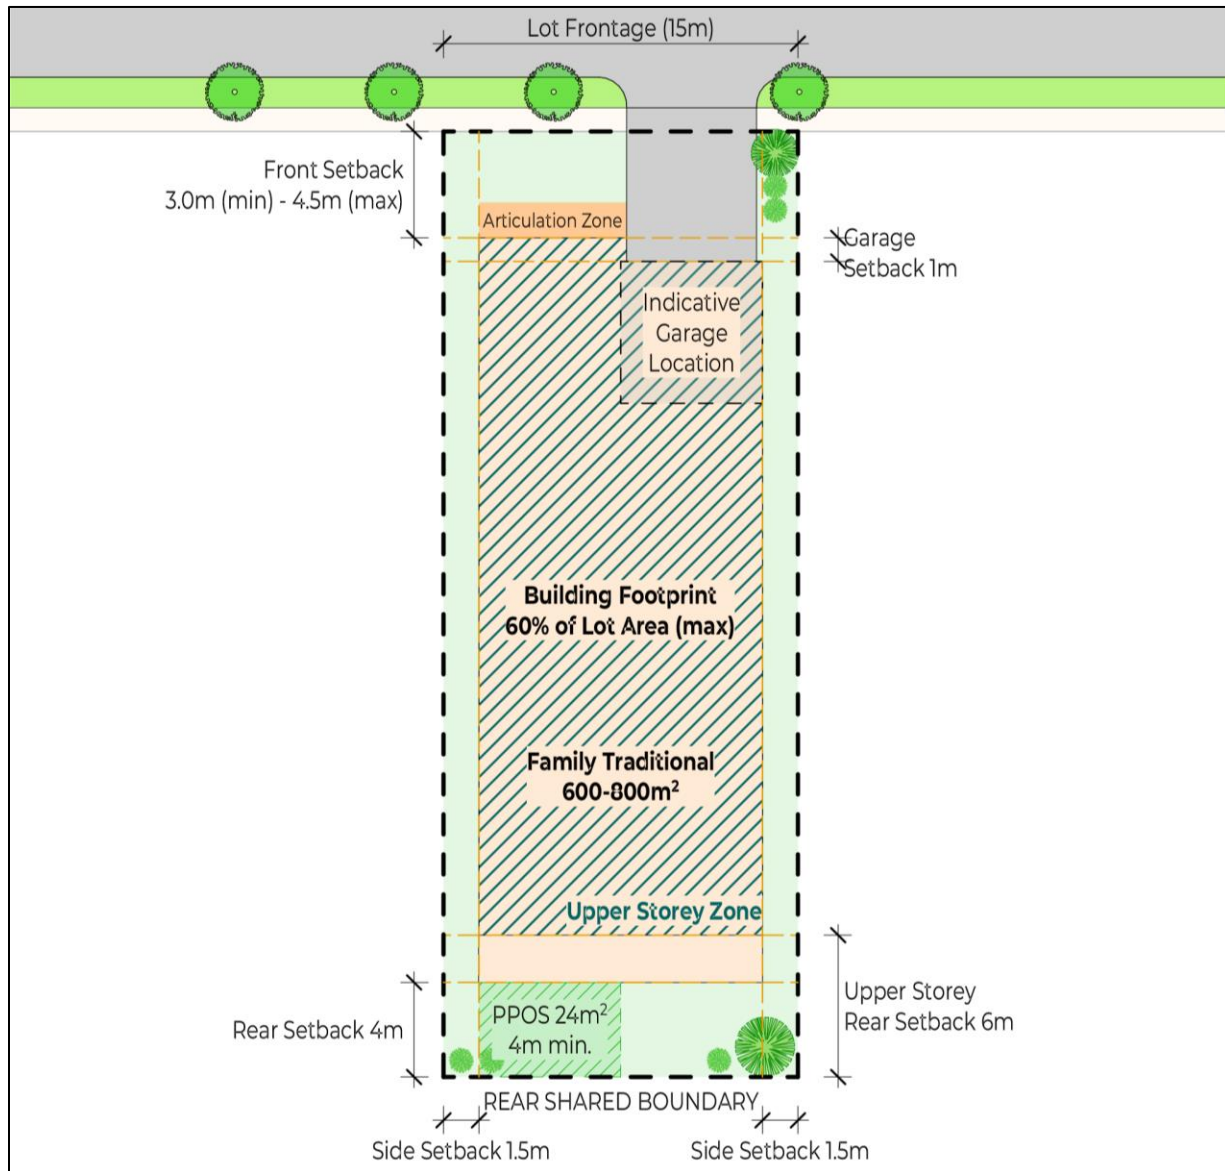 Lot Frontage (15m)
Front Setback
3.0m (min) - 4.5m (max)
Articulation Zone
Garage
Setback 1m
Indicative
Garage
Location
Building Footprint
60% of Lot Area (max)
Family Traditional
600-800m²
Upper Storey Zone
Rear Setback 4m
PPOS 24m²
4m min.
Upper Storey
Rear Setback 6m
REAR SHARED BOUNDARY
Side Setback 1.5m
Side Setback 1.5m